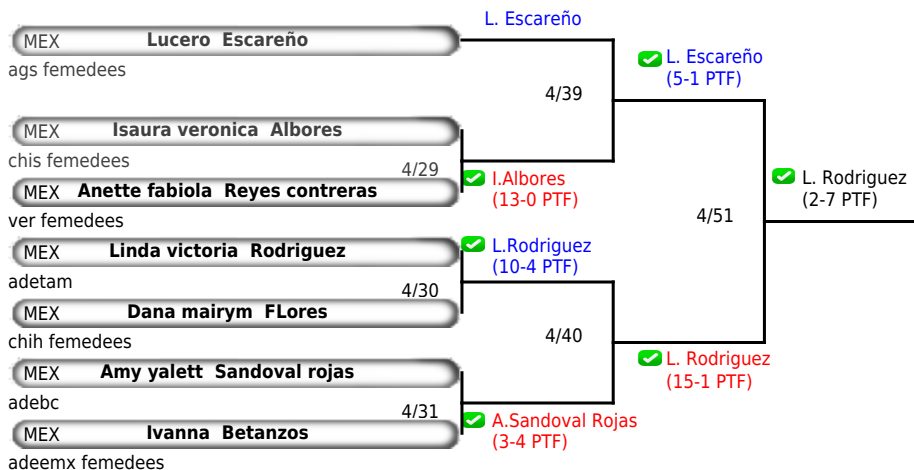 L. Escareño
MEX Lucero Escareño
ags femedees
L. Escareño
(5-1 PTF)
4/39
MEX Isaura veronica Albores
chis femedees
4/29
I.Albores
(13-0 PTF)
MEX Anette fabiola Reyes contreras
ver femedees
L. Rodriguez
(2-7 PTF)
4/51
MEX Linda victoria Rodriguez
adetam
L.Rodriguez
(10-4 PTF)
4/30
MEX Dana mairym FLores
chih femedees
4/40
L. Rodriguez
(15-1 PTF)
MEX Amy yalett Sandoval rojas
adebc
4/31
A.Sandoval Rojas
(3-4 PTF)
MEX Ivanna Betanzos
adeemx femedees